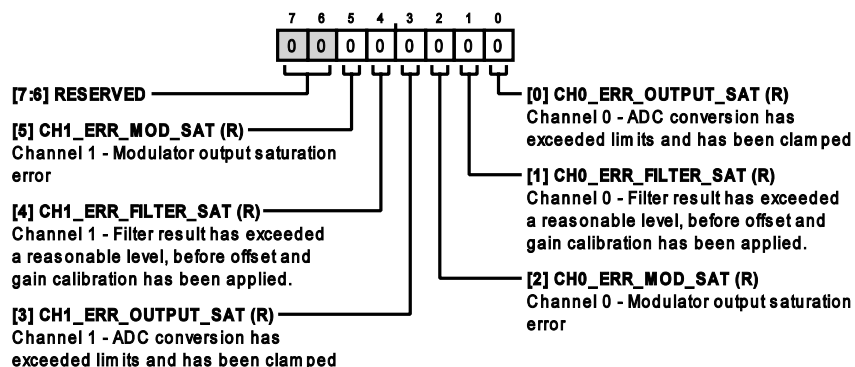 7 6 5 4 3 2 1 0
0 0 0 0 0 0 0 0
[7:6] RESERVED
[5] CH1_ERR_MOD_SAT (R)
Channel 1 - Modulator output saturation
error
[4] CH1_ERR_FILTER_SAT (R)
Channel 1 - Filter result has exceeded
a reasonable level, before offset and
gain calibration has been applied.
[3] CH1_ERR_OUTPUT_SAT (R)
Channel 1 - ADC conversion has
exceeded limits and has been clamped
[0] CH0_ERR_OUTPUT_SAT (R)
Channel 0 - ADC conversion has
exceeded limits and has been clamped
[1] CH0_ERR_FILTER_SAT (R)
Channel 0 - Filter result has exceeded
a reasonable level, before offset and
gain calibration has been applied.
[2] CH0_ERR_MOD_SAT (R)
Channel 0 - Modulator output saturation
error